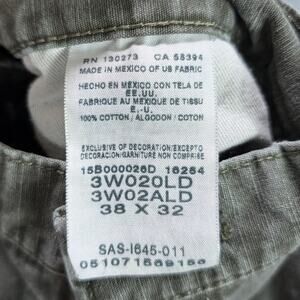 RN 130273 CA 55394
MADE IN MEXICO OF US FABRIC
HECHO EN MEXICO CON TELA DE
EE.UU.
FABRIQUE AU MEXIQUE DE TISSU
E.-U.
100% COTTON / ALGODON / COTON
EXCLUSIVE OF DECORATION/EXCEPTO
DECORACION/GARNITURE NON COMPRISE
15B000026D 16254
3W020LD
3W02ALD
38 X 32
SAS-I645-011